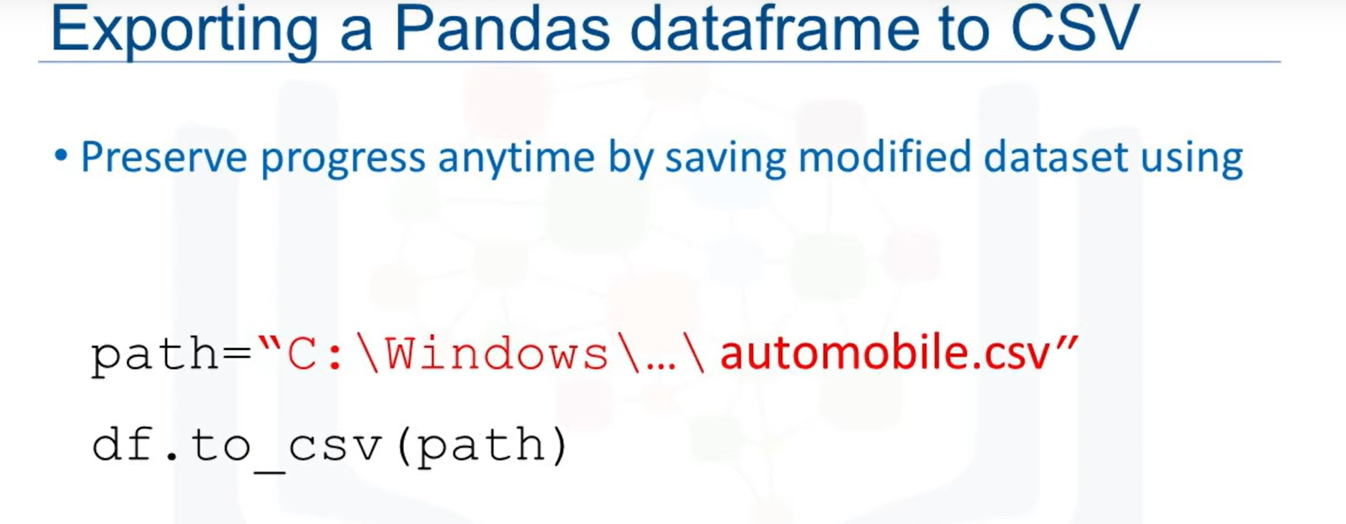 Exporting a Pandas dataframe to CSV
• Preserve progress anytime by saving modified dataset using
path=“C:\Windows\…\ automobile.csv”
df.to_csv(path)